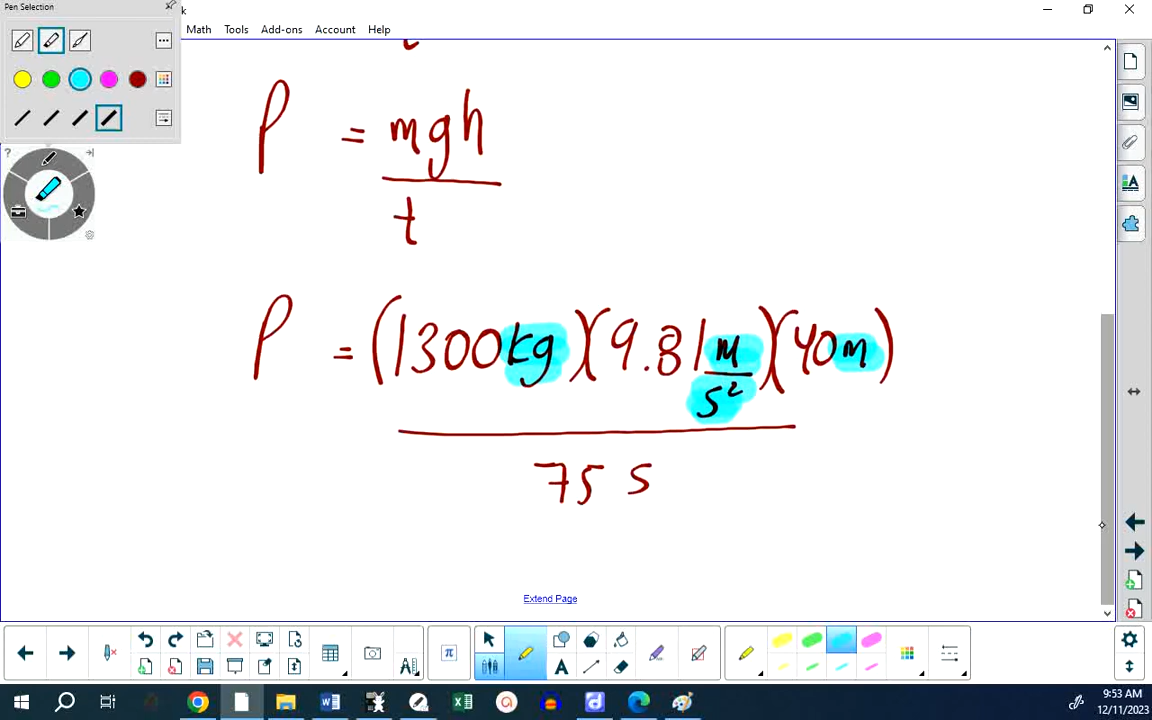 Pen Selection
k
Math Tools Add-ons Account Help
P = mgh
t
P = (1300kg)(9.81 m
s²)(40m)
75 s
Extend Page
π
A
9:53 AM
12/11/2023